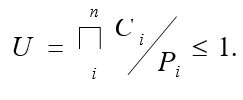 U = ∏ⁿᵢ Cᵢ/Pᵢ ≤ 1.